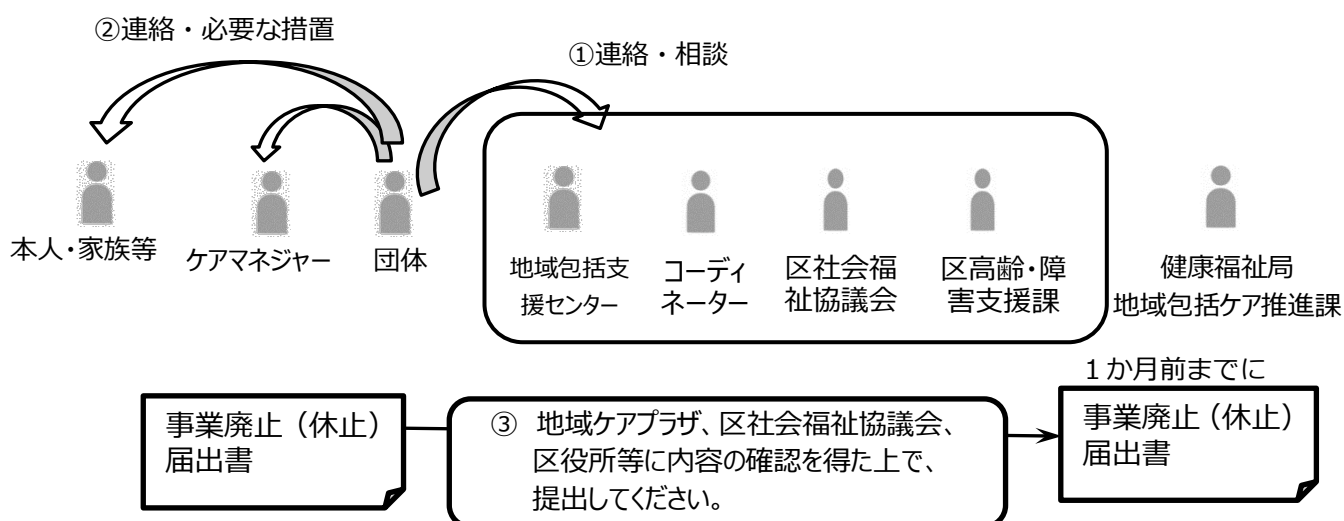 ②連絡・必要な措置
①連絡・相談
本人・家族等
ケアマネジャー
団体
地域包括支
援センター
コーディ
ネーター
区社会福
祉協議会
区高齢・障
害支援課
健康福祉局
地域包括ケア推進課
１か月前までに
事業廃止（休止）
届出書
③ 地域ケアプラザ、区社会福祉協議会、
区役所等に内容の確認を得た上で、
提出してください。
事業廃止（休止）
届出書